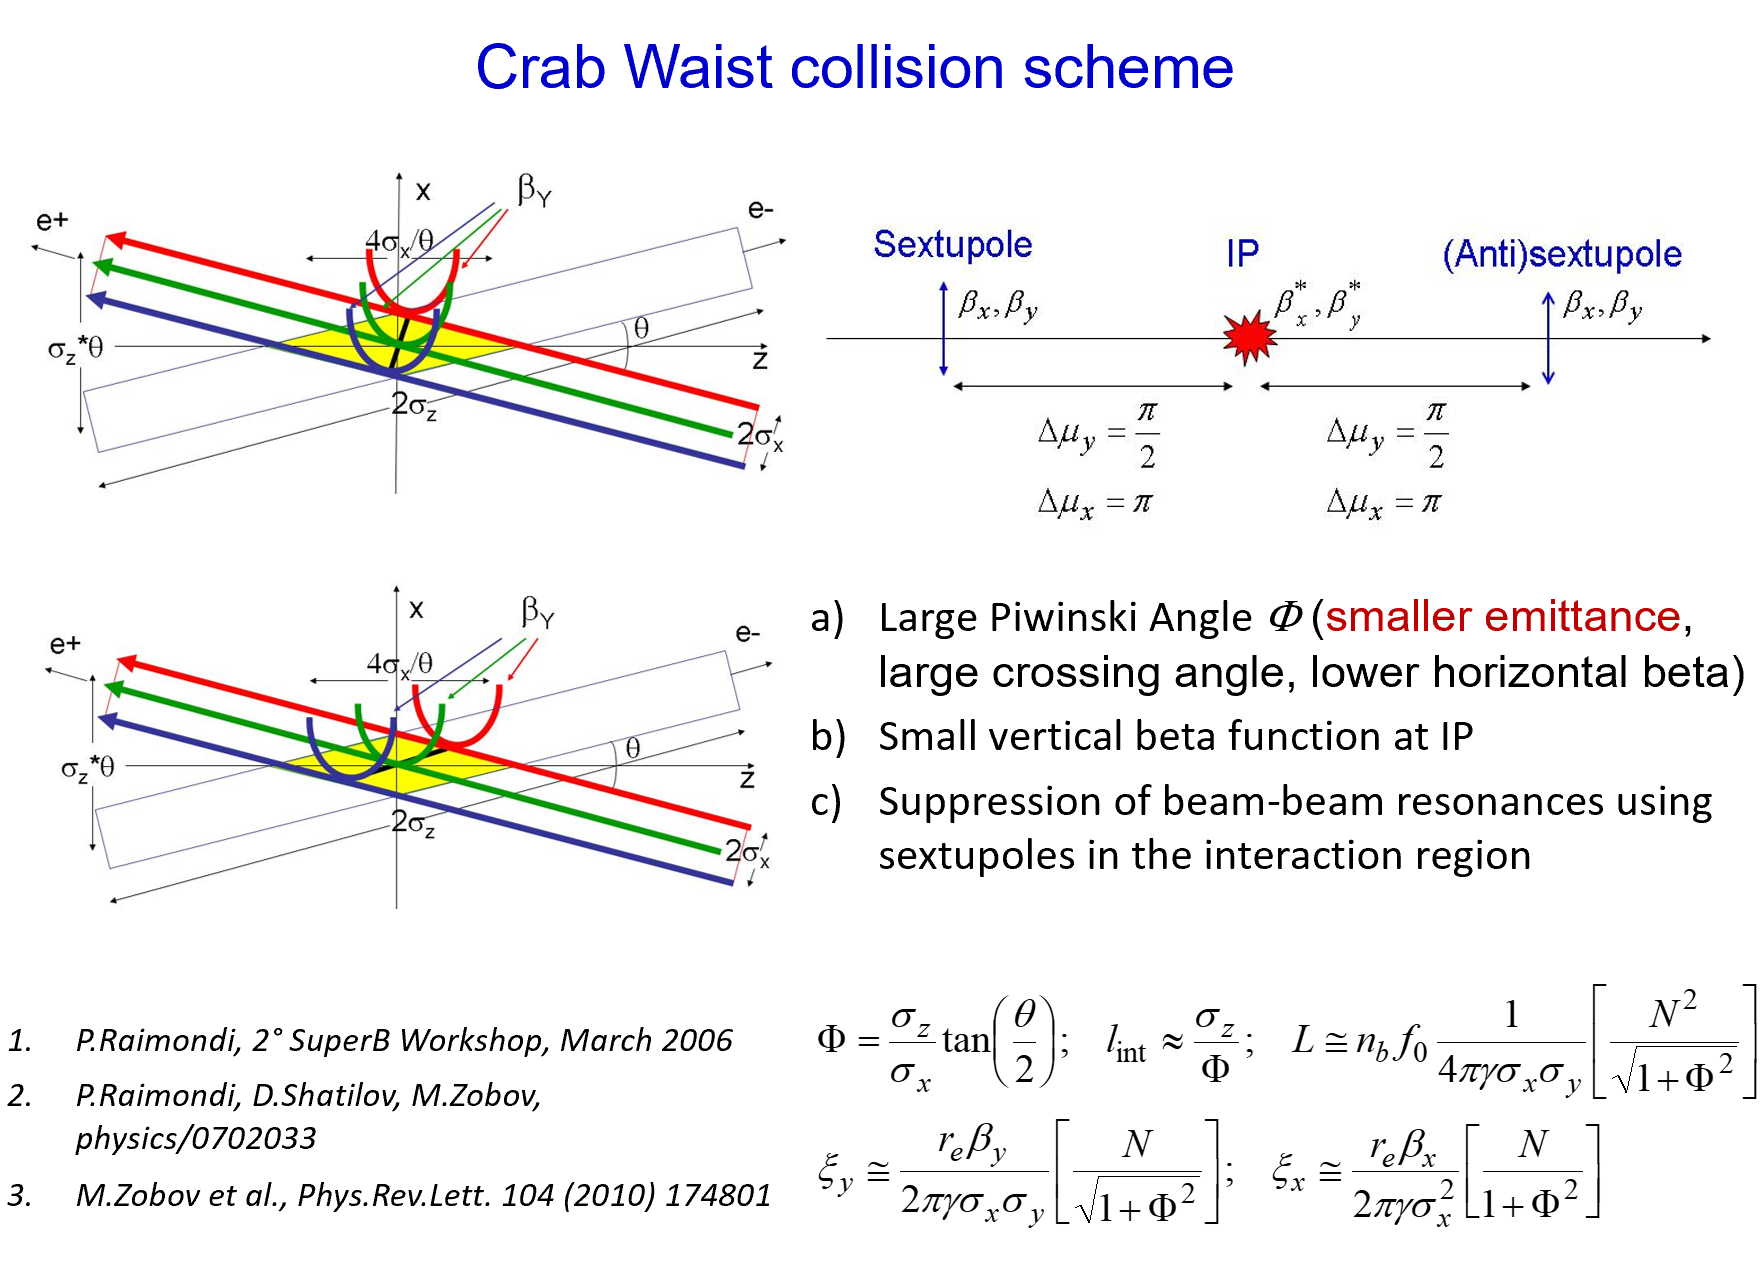 Crab Waist collision scheme
x
βY
e+
e-
4σx/θ
θ
σz*θ
z
2σz
2σx
Sextupole
IP
(Anti)sextupole
βx, βy
β*x, β*y
βx, βy
Δμy = π/2
Δμy = π/2
Δμx = π
Δμx = π
x
βY
e+
e-
4σx/θ
θ
σz*θ
z
2σz
2σx
a) Large Piwinski Angle Φ (smaller emittance,
large crossing angle, lower horizontal beta)
b) Small vertical beta function at IP
c) Suppression of beam-beam resonances using
sextupoles in the interaction region
1. P.Raimondi, 2° SuperB Workshop, March 2006
2. P.Raimondi, D.Shatilov, M.Zobov,
physics/0702033
3. M.Zobov et al., Phys.Rev.Lett. 104 (2010) 174801
Φ = σz/σx tan(θ/2); lint ≈ σz/Φ; L ≅ nb f0 1/(4πγσxσy) [N²/√(1+Φ²)]
ξy ≅ reβy/(2πγσxσy) [N/√(1+Φ²)]; ξx ≅ reβx/(2πγσx²) [N/(1+Φ²)]